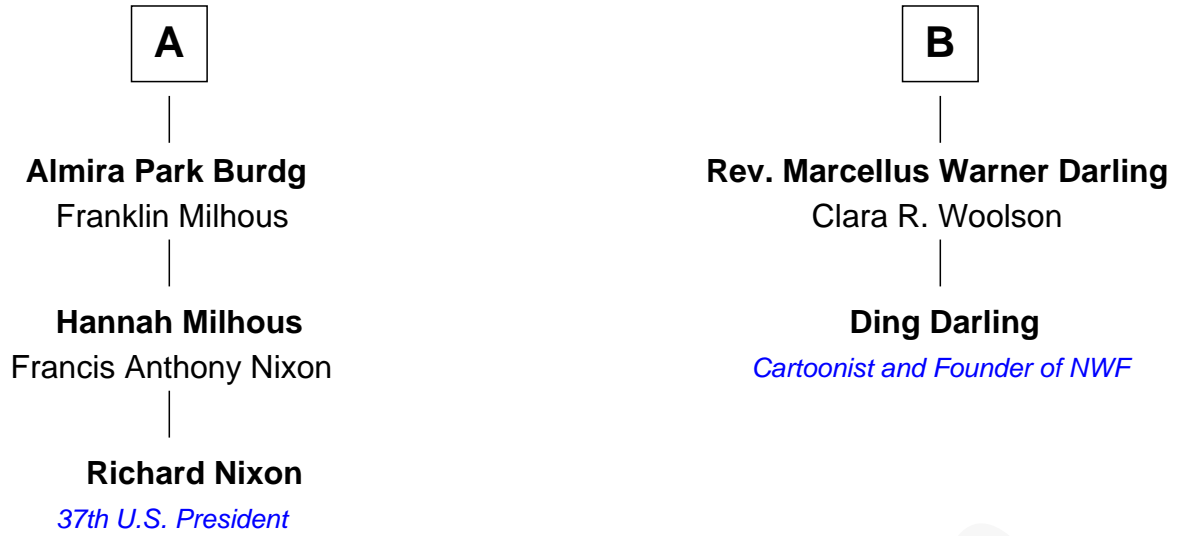 A
Almira Park Burdg
Franklin Milhous
Hannah Milhous
Francis Anthony Nixon
Richard Nixon
37th U.S. President
B
Rev. Marcellus Warner Darling
Clara R. Woolson
Ding Darling
Cartoonist and Founder of NWF